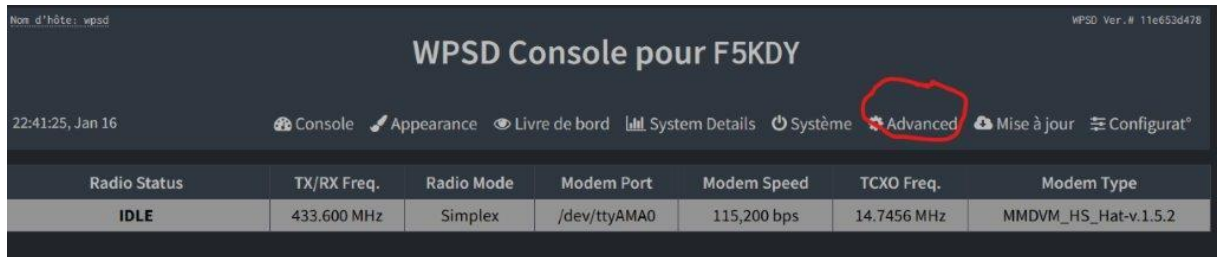 Nom d'hôte: wpsd
WPSD Ver.# 11e653d478
WPSD Console pour F5KDY
22:41:25, Jan 16
Console Appearance Livre de bord System Details Système Advanced Mise à jour Configurat°
Radio Status TX/RX Freq. Radio Mode Modem Port Modem Speed TCXO Freq. Modem Type
IDLE 433.600 MHz Simplex /dev/ttyAMA0 115,200 bps 14.7456 MHz MMDVM_HS_Hat-v.1.5.2